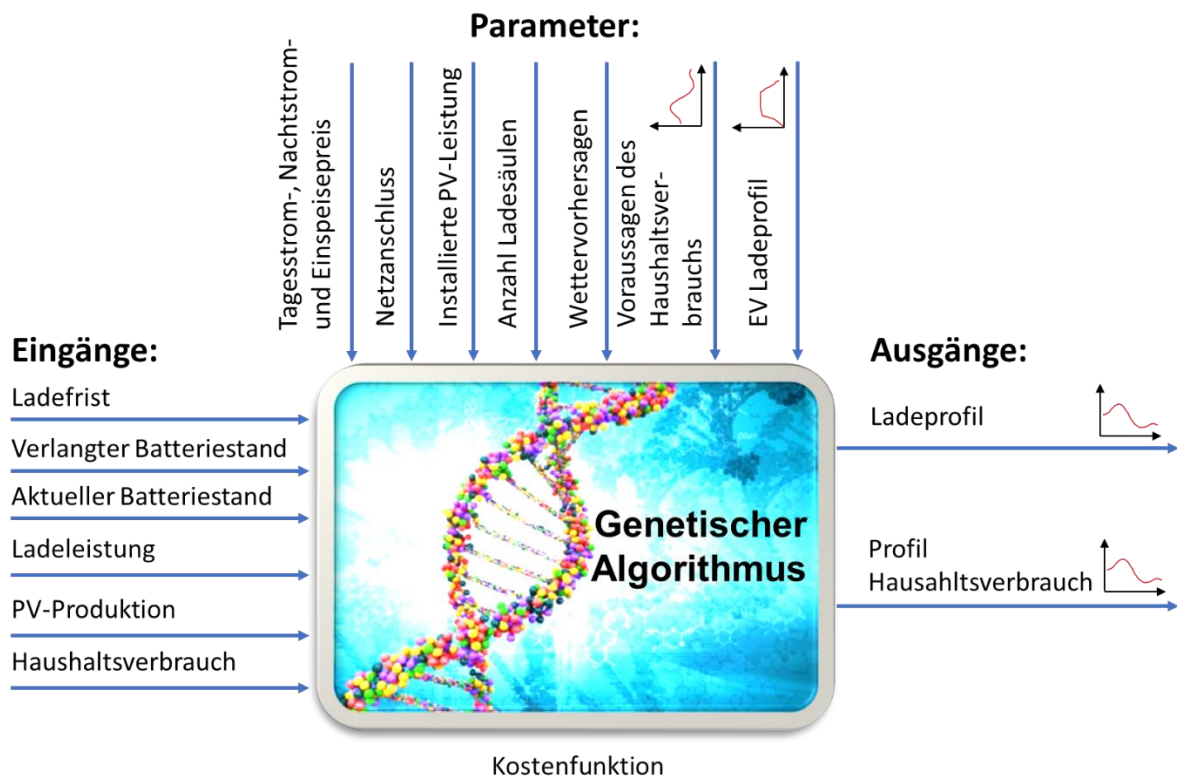 Parameter:
Tagesstrom-, Nachtstrom-
und Einspeisepreis
Netzanschluss
Installierte PV-Leistung
Anzahl Ladesäulen
Wettervorhersagen
Voraussagen des
Haushaltsver-
brauchs
EV Ladeprofil
Eingänge:
Ladefrist
Verlangter Batteriestand
Aktueller Batteriestand
Ladeleistung
PV-Produktion
Haushaltsverbrauch
Genetischer
Algorithmus
Ausgänge:
Ladeprofil
Profil
Hausahltsverbrauch
Kostenfunktion